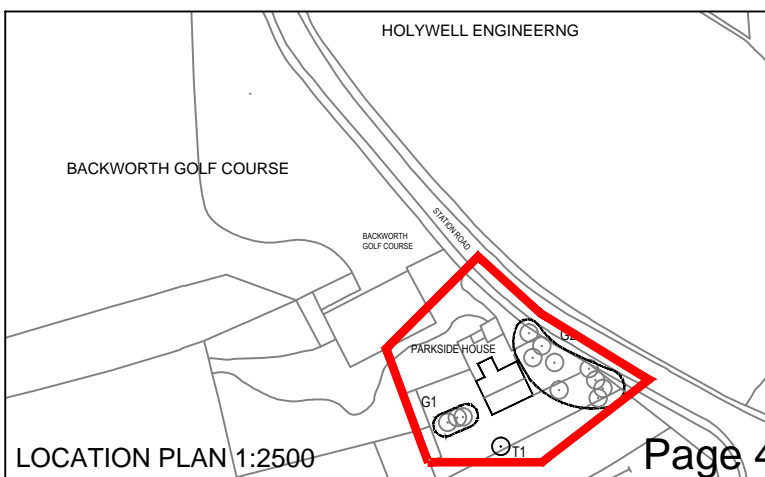 HOLYWELL ENGINEERNG
BACKWORTH GOLF COURSE
STATION ROAD
BACKWORTH
GOLF COURSE
G2
PARKSIDE HOUSE
G1
T1
LOCATION PLAN 1:2500
Page 4